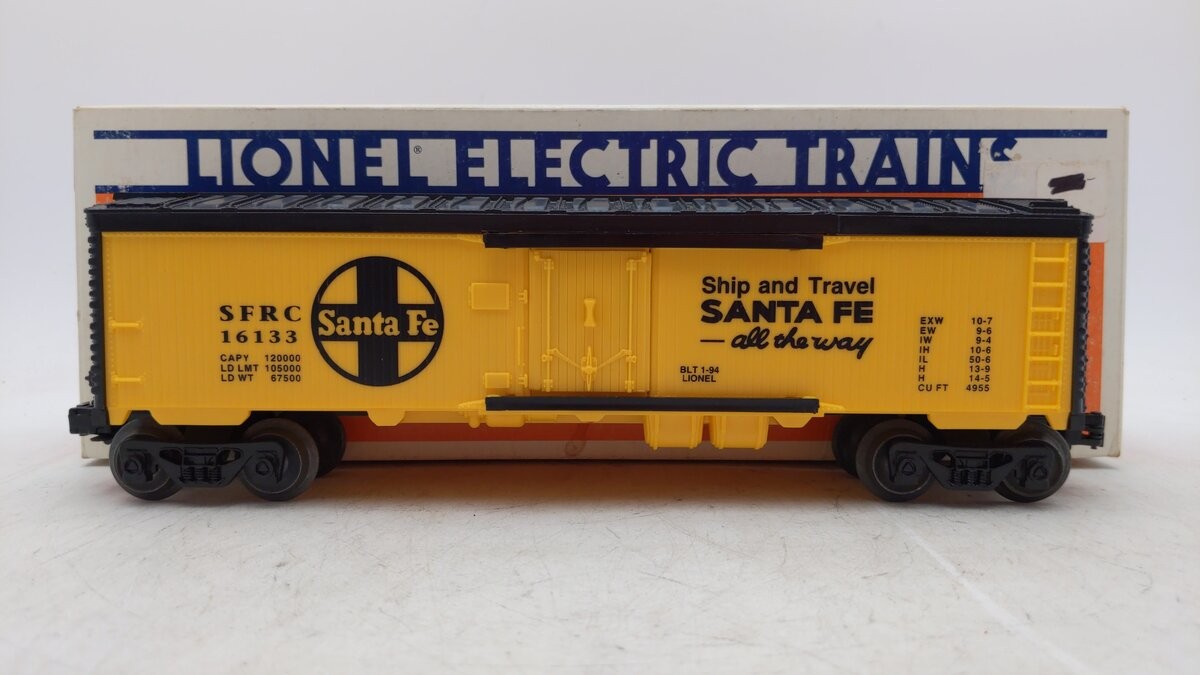 LIONEL® ELECTRIC TRAINS
SFRC
16133
CAPY 120000
LD LMT 105000
LD WT 67500
Santa Fe
Ship and Travel
SANTA FE
— all the way
BLT 1-94
LIONEL
EXW 10-7
EW 9-6
IW 9-4
IH 10-6
IL 50-6
H 13-9
H 14-5
CU FT 4955